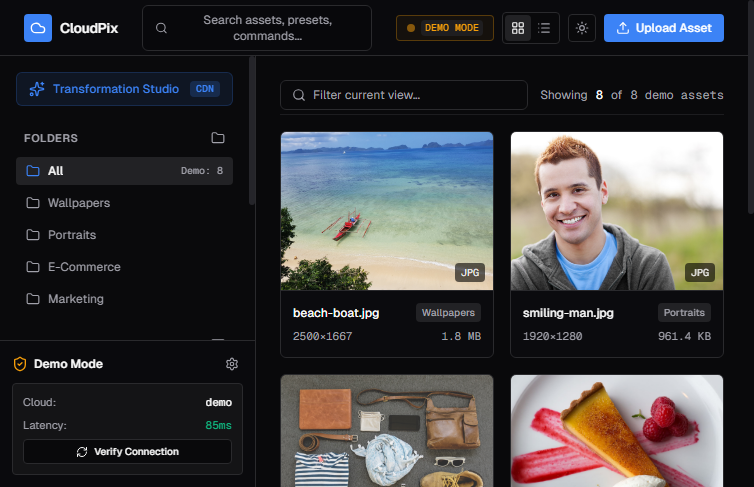 CloudPix
Search assets, presets,
commands...
DEMO MODE
Upload Asset
Transformation Studio CDN
FOLDERS
All Demo: 8
Wallpapers
Portraits
E-Commerce
Marketing
Demo Mode
Cloud: demo
Latency: 85ms
Verify Connection
Filter current view...
Showing 8 of 8 demo assets
JPG
beach-boat.jpg Wallpapers
2500×1667 1.8 MB
JPG
smiling-man.jpg Portraits
1920×1280 961.4 KB